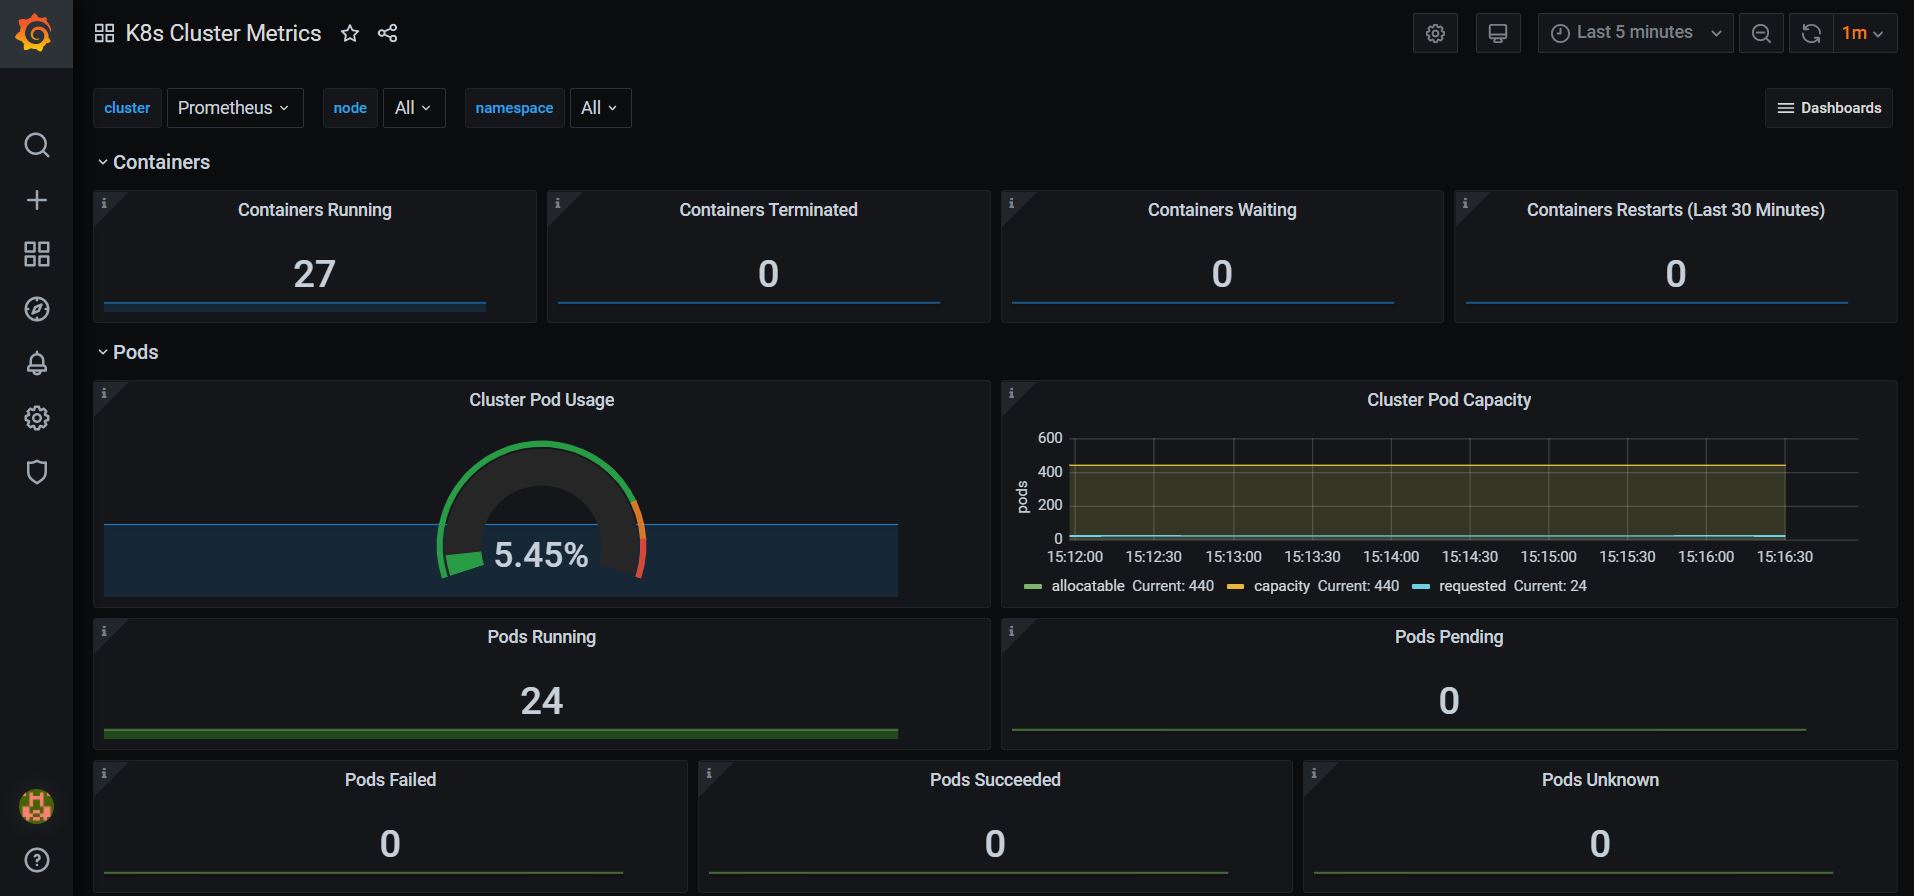 K8s Cluster Metrics
Last 5 minutes
1m
cluster Prometheus node All namespace All
Dashboards
Containers
Containers Running
27
Containers Terminated
0
Containers Waiting
0
Containers Restarts (Last 30 Minutes)
0
Pods
Cluster Pod Usage
5.45%
Cluster Pod Capacity
pods
600
400
200
0
15:12:00 15:12:30 15:13:00 15:13:30 15:14:00 15:14:30 15:15:00 15:15:30 15:16:00 15:16:30
allocatable Current: 440 capacity Current: 440 requested Current: 24
Pods Running
24
Pods Pending
0
Pods Failed
0
Pods Succeeded
0
Pods Unknown
0